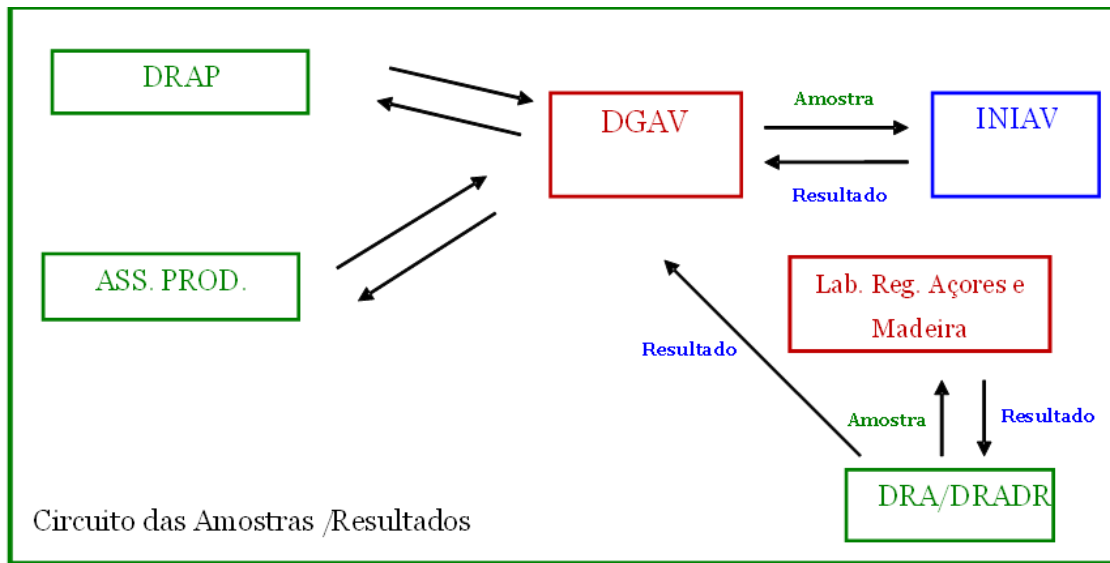 DRAP
DGAV
Amostra
INIAV
Resultado
ASS. PROD.
Lab. Reg. Açores e
Madeira
Resultado
Amostra
Resultado
DRA/DRADR
Circuito das Amostras /Resultados